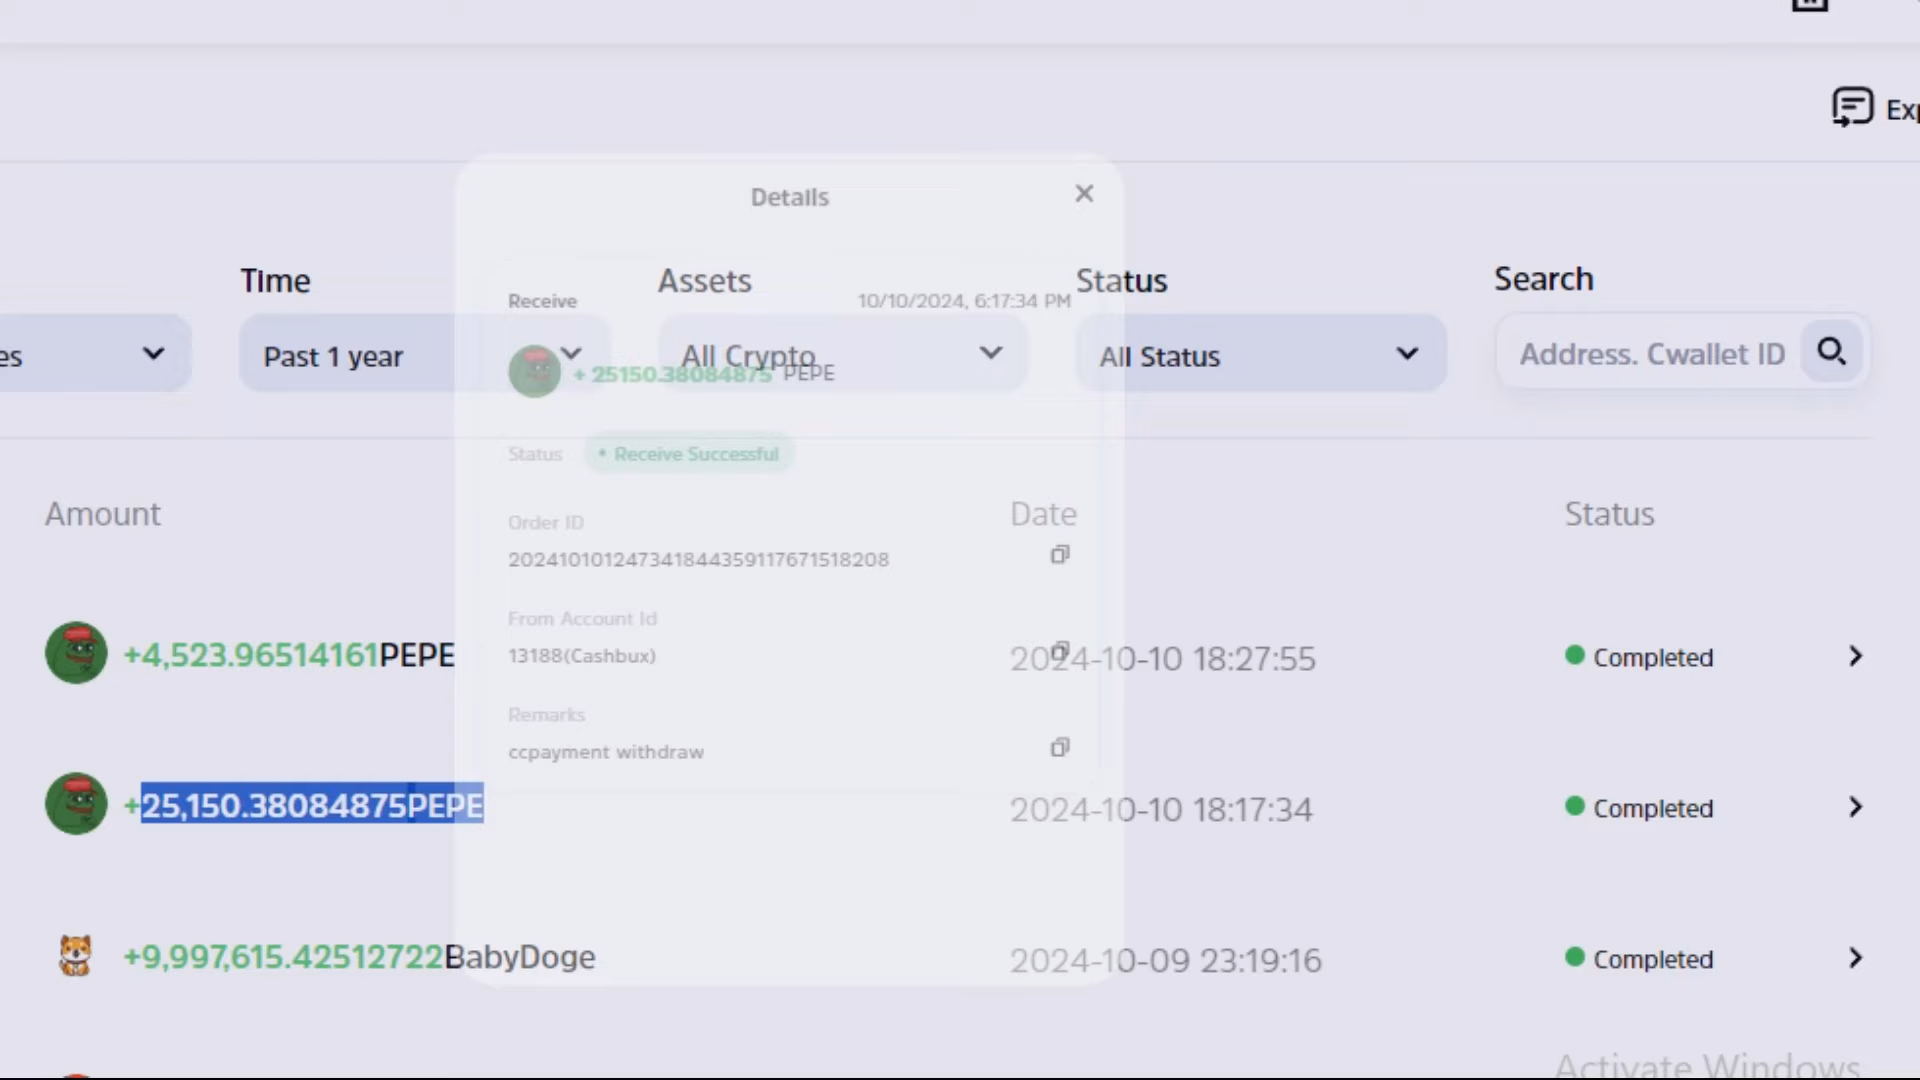 Exp
Details
Time
Assets
Status
Search
Receive
10/10/2024, 6:17:34 PM
es
Past 1 year
All Crypto
All Status
Address. Cwallet ID
+ 25150.38084875 PEPE
Status
• Receive Successful
Amount
Date
Status
Order ID
20241010124734184435911767151​8208
+4,523.96514161PEPE
From Account Id
13188(Cashbux)
2024-10-10 18:27:55
Completed
Remarks
ccpayment withdraw
+25,150.38084875PEPE
2024-10-10 18:17:34
Completed
+9,997,615.42512722BabyDoge
2024-10-09 23:19:16
Completed
Activate Windows